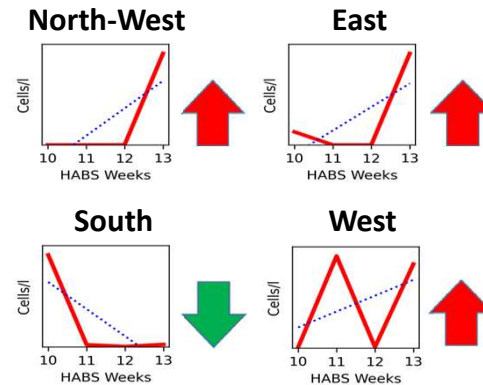 North-West
Cells/l
10 11 12 13
HABS Weeks
East
Cells/l
10 11 12 13
HABS Weeks
South
Cells/l
10 11 12 13
HABS Weeks
West
Cells/l
10 11 12 13
HABS Weeks